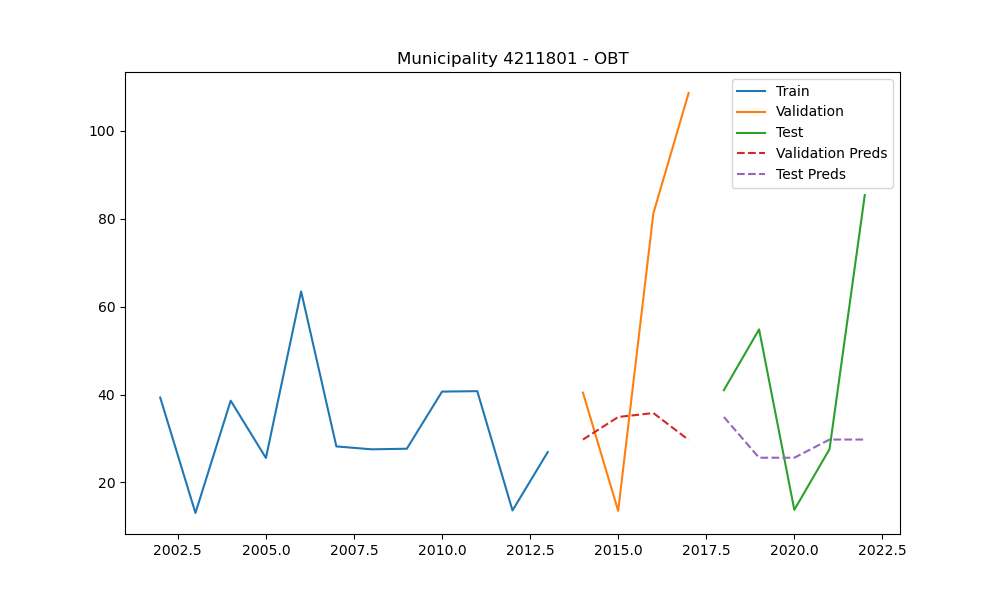 Municipality 4211801 - OBT
Train
Validation
Test
Validation Preds
Test Preds
100
80
60
40
20
2002.5 2005.0 2007.5 2010.0 2012.5 2015.0 2017.5 2020.0 2022.5